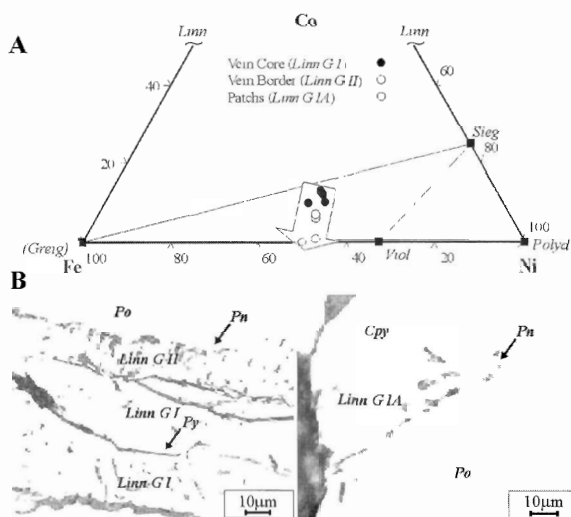 A
Co
Linn
Linn
Vein Core (Linn G I)
Vein Border (Linn G II)
Patchs (Linn G IA)
40
60
Sieg
80
20
(Greig)
Fe
100
80
60
40
Viol
20
100
Polyd
Ni
B
Po
Pn
Linn G II
Linn G I
Py
Linn G I
10µm
Cpy
Pn
Linn G IA
Po
10µm